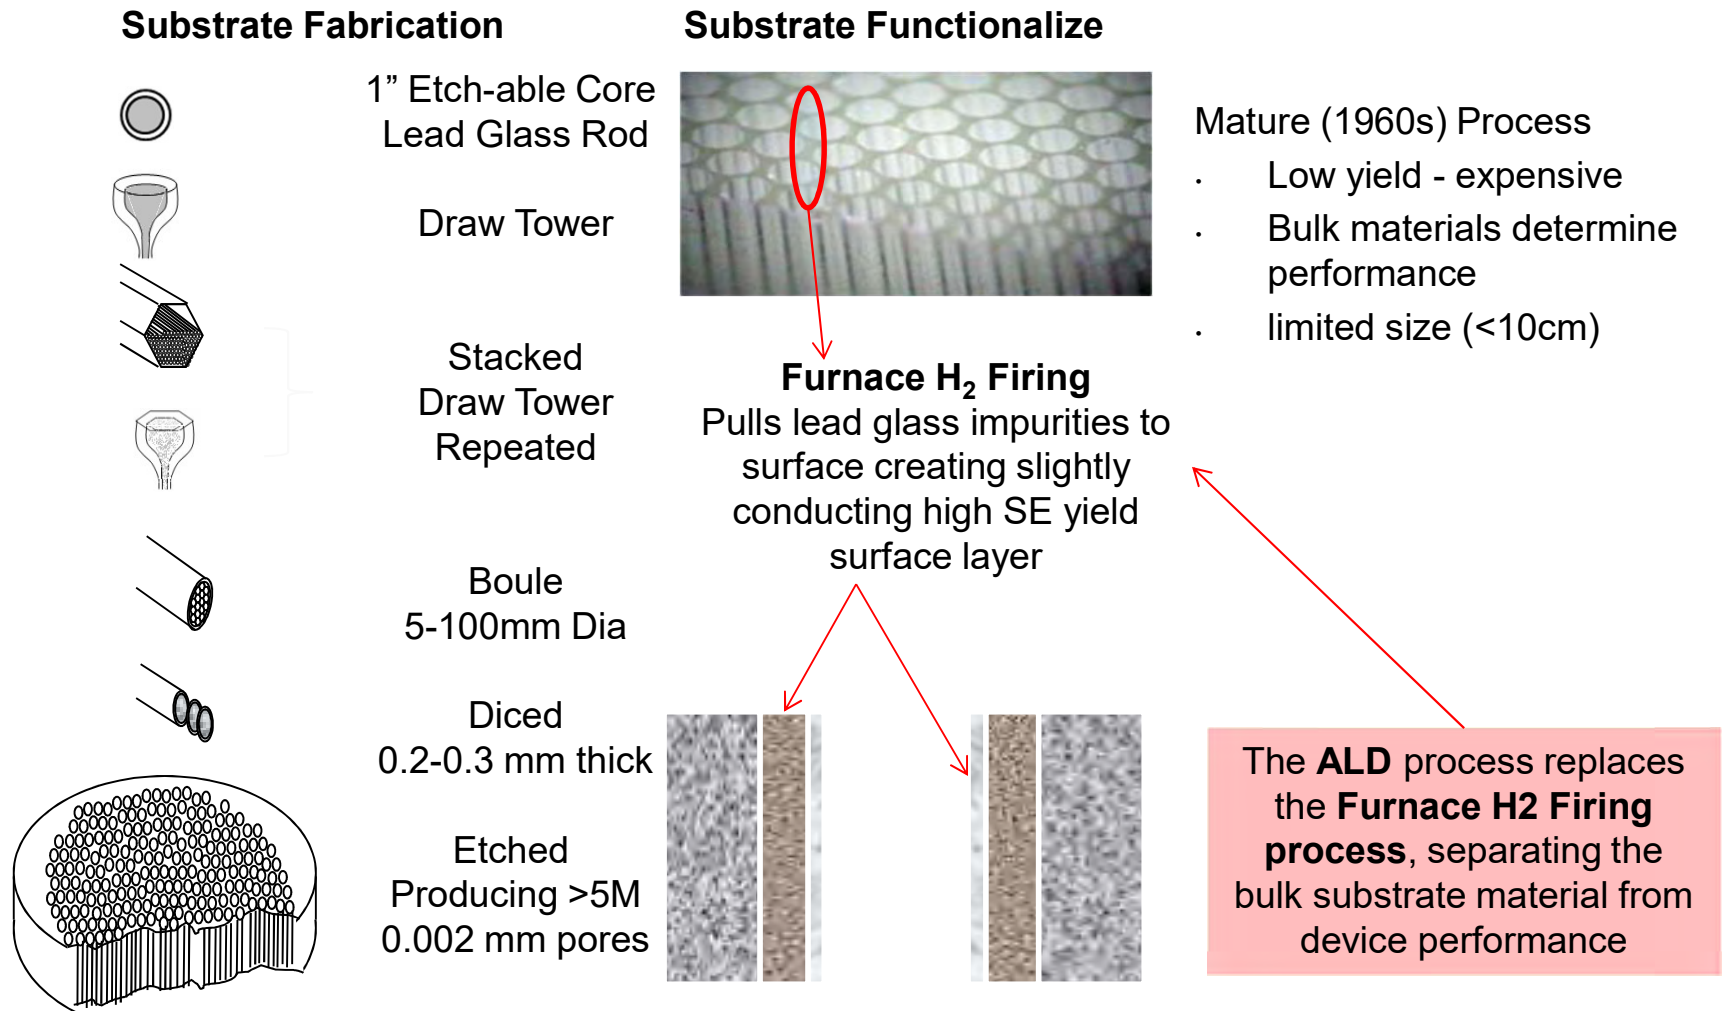 Substrate Fabrication
1” Etch-able Core
Lead Glass Rod
Draw Tower
Stacked
Draw Tower
Repeated
Boule
5-100mm Dia
Diced
0.2-0.3 mm thick
Etched
Producing >5M
0.002 mm pores
Substrate Functionalize
Furnace H₂ Firing
Pulls lead glass impurities to
surface creating slightly
conducting high SE yield
surface layer
Mature (1960s) Process
· Low yield - expensive
· Bulk materials determine
performance
· limited size (<10cm)
The ALD process replaces
the Furnace H2 Firing
process, separating the
bulk substrate material from
device performance